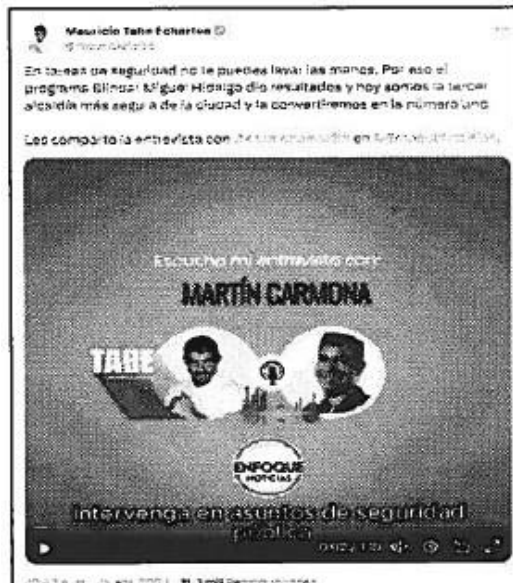 Mauricio Tabe Echartea
En tareas de seguridad no te puedes lavar las manos. Por eso el
programa Blindar Miguel Hidalgo dio resultados y hoy somos la tercer
alcaldía más segura de la ciudad y la convertiremos en la número uno
Les comparto la entrevista con en
Escucha mi entrevista con:
MARTÍN CARMONA
TABE
ENFOQUE
NOTICIAS
intervenga en asuntos de seguridad
pública